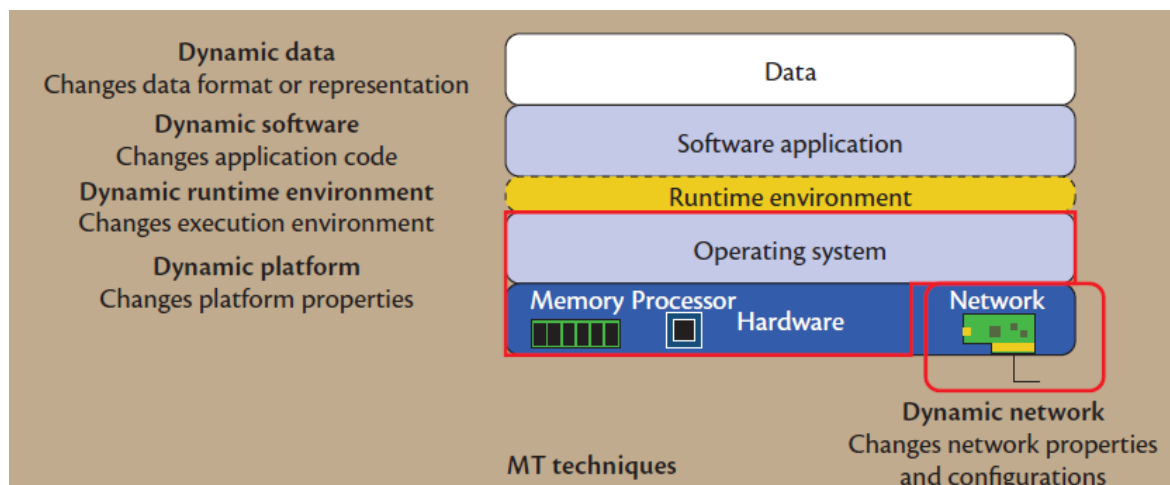 Dynamic data
Changes data format or representation
Dynamic software
Changes application code
Dynamic runtime environment
Changes execution environment
Dynamic platform
Changes platform properties
Data
Software application
Runtime environment
Operating system
Memory Processor
Hardware
Network
Dynamic network
Changes network properties
and configurations
MT techniques